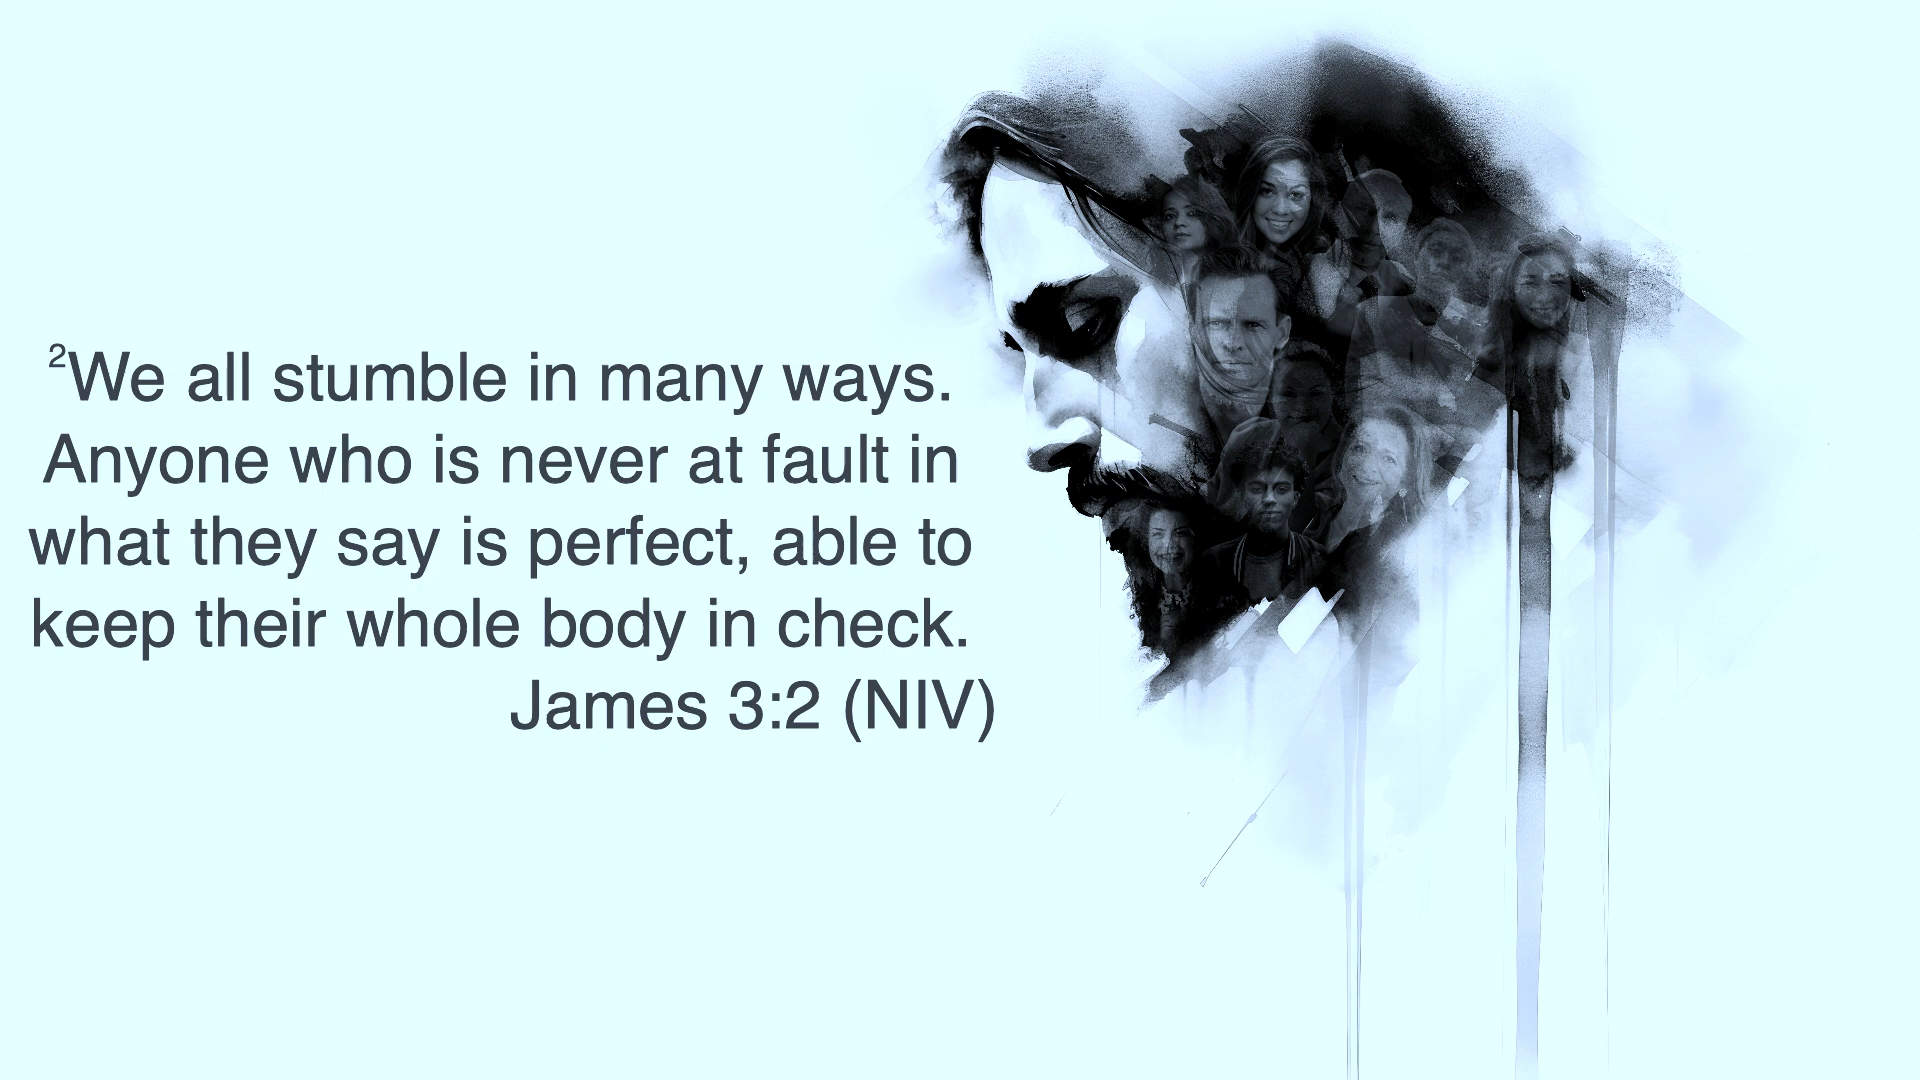 ²We all stumble in many ways.
Anyone who is never at fault in
what they say is perfect, able to
keep their whole body in check.
James 3:2 (NIV)